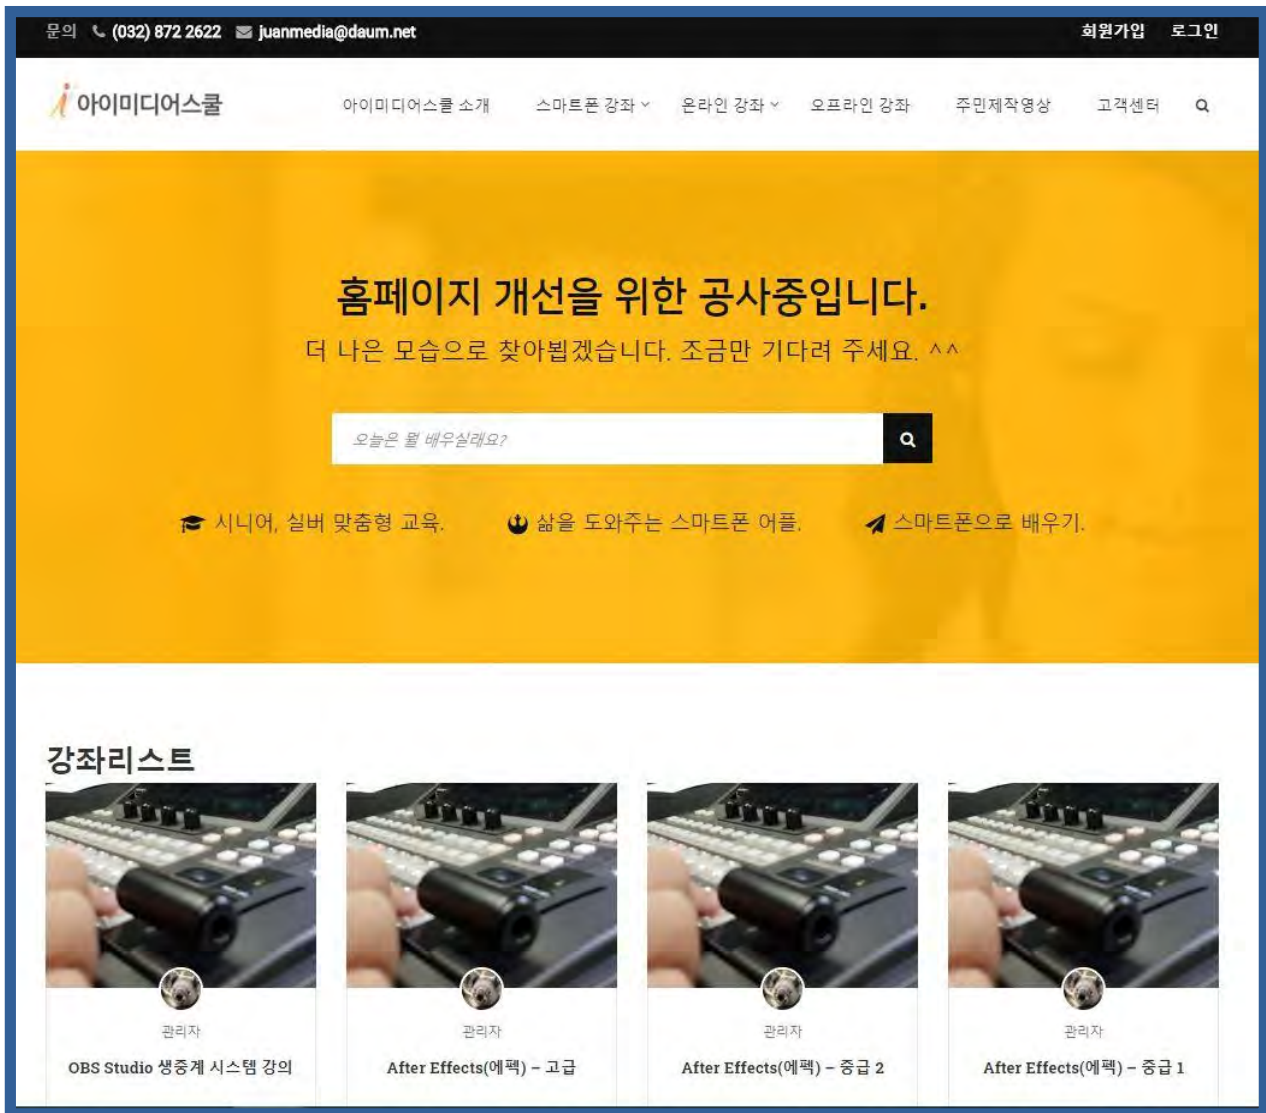 문의 (032) 872 2622 juanmedia@daum.net 회원가입 로그인
아이미디어스쿨 아이미디어스쿨 소개 스마트폰 강좌 온라인 강좌 오프라인 강좌 주민제작영상 고객센터
홈페이지 개선을 위한 공사중입니다.
더 나은 모습으로 찾아뵙겠습니다. 조금만 기다려 주세요. ^^
오늘은 뭘 배우실래요?
시니어, 실버 맞춤형 교육. 삶을 도와주는 스마트폰 어플. 스마트폰으로 배우기.
강좌리스트
관리자 관리자 관리자 관리자
OBS Studio 생중계 시스템 강의 After Effects(에펙) – 고급 After Effects(에펙) – 중급 2 After Effects(에펙) – 중급 1